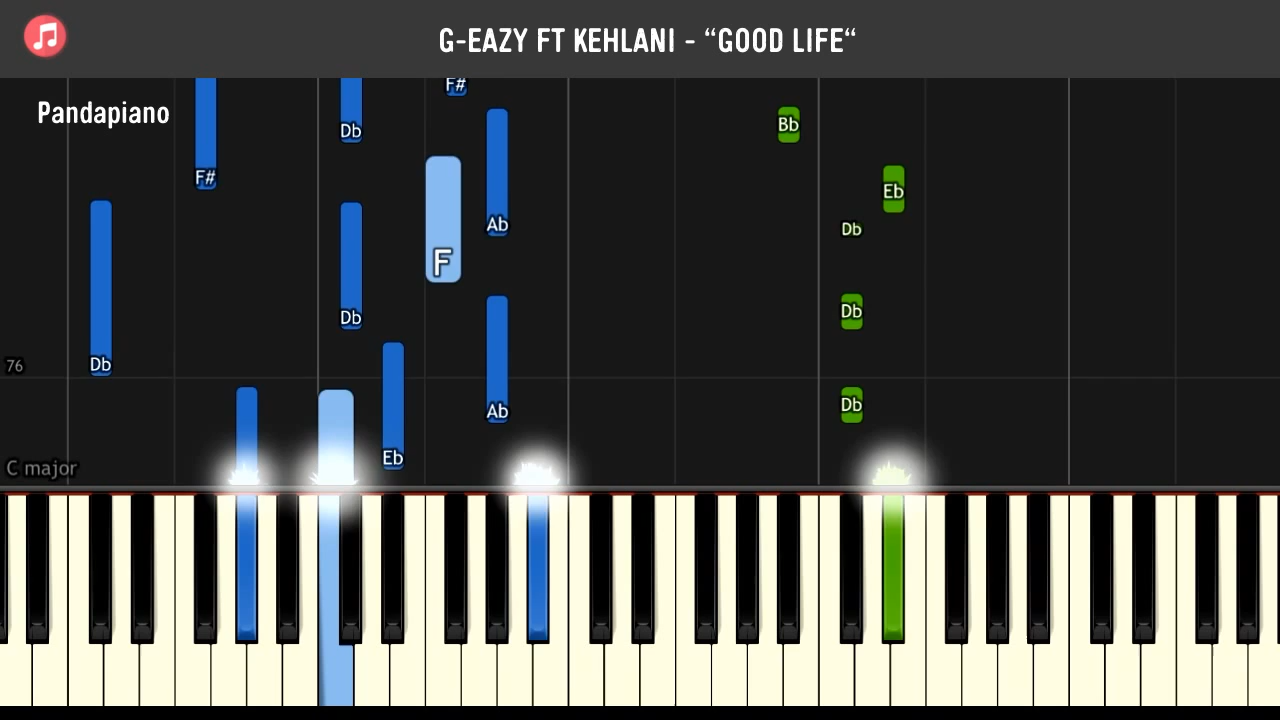 G-EAZY FT KEHLANI - “GOOD LIFE“
Pandapiano
F#
Bb
Db
F#
Eb
Ab
Db
F
Db
Db
76
Db
Db
Ab
Eb
C major